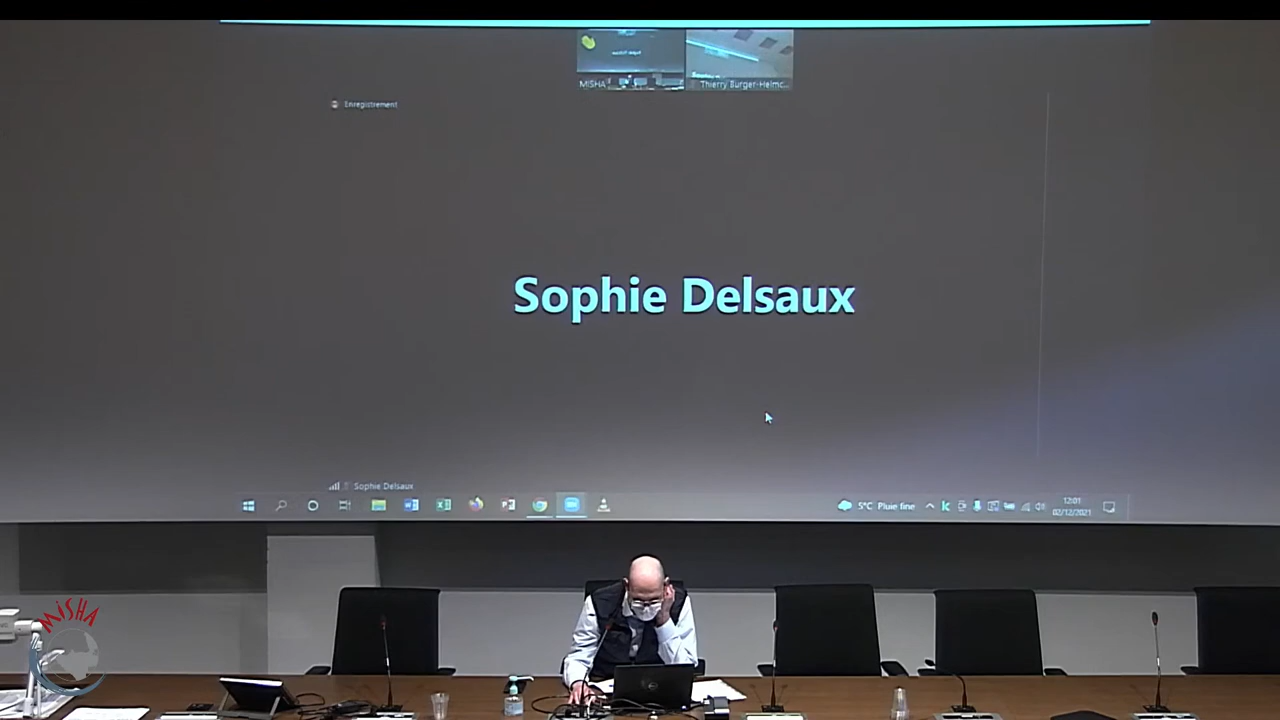 MISHA
Thierry Burger-Helmc...
Enregistrement
Sophie Delsaux
Sophie Delsaux
5°C Pluie fine
12:01
02/12/2021
MiSHA